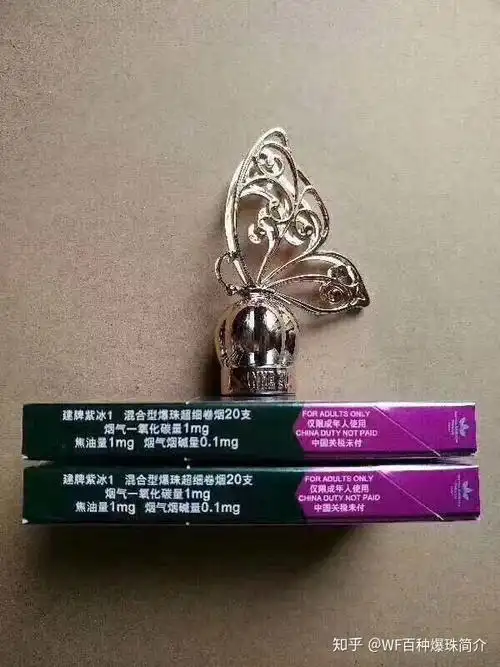 建牌紫冰1 混合型爆珠超细卷烟20支
烟气一氧化碳量1mg
焦油量1mg 烟气烟碱量0.1mg
FOR ADULTS ONLY
仅限成年人使用
CHINA DUTY NOT PAID
中国关税未付
建牌紫冰1 混合型爆珠超细卷烟20支
烟气一氧化碳量1mg
焦油量1mg 烟气烟碱量0.1mg
FOR ADULTS ONLY
仅限成年人使用
CHINA DUTY NOT PAID
中国关税未付
知乎 @WF百种爆珠简介